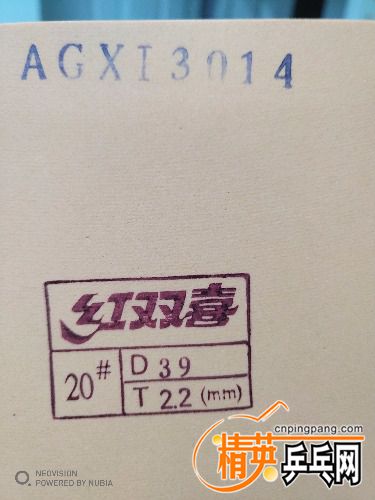 AGXI3014
红双喜
20# D 39
T 2.2 (mm)
NEOVISION
POWERED BY NUBIA
cnpingpang.com
精英乒乓网